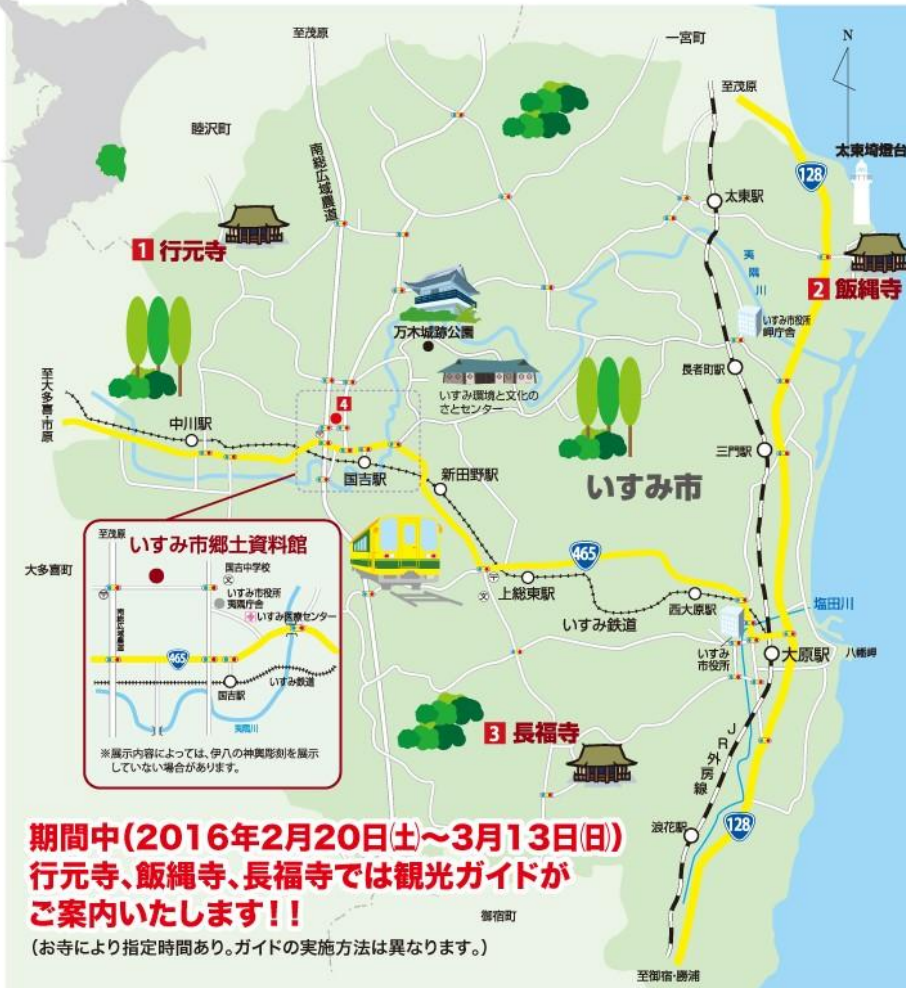 至茂原
一宮町
N
至茂原
睦沢町
南総広域農道
太東埼燈台
128
太東駅
1 行元寺
夷隅川
2 飯縄寺
いすみ市役所
岬庁舎
万木城跡公園
長者町駅
いすみ環境と文化の
さとセンター
至大多喜・市原
4
中川駅
三門駅
国吉駅
新田野駅
いすみ市
至茂原
いすみ市郷土資料館
国吉中学校
大多喜町
いすみ市役所
夷隅庁舎
いすみ医療センター
南総広域農道
465
国吉駅
いすみ鉄道
夷隅川
※展示内容によっては、伊八の神輿彫刻を展示
していない場合があります。
465
上総東駅
西大原駅
塩田川
いすみ鉄道
いすみ
市役所
大原駅
八幡岬
3 長福寺
JR外房線
浪花駅
128
期間中(2016年2月20日(土)～3月13日(日))
行元寺、飯縄寺、長福寺では観光ガイドが
ご案内いたします!!
御宿町
(お寺により指定時間あり。ガイドの実施方法は異なります。)
至御宿・勝浦